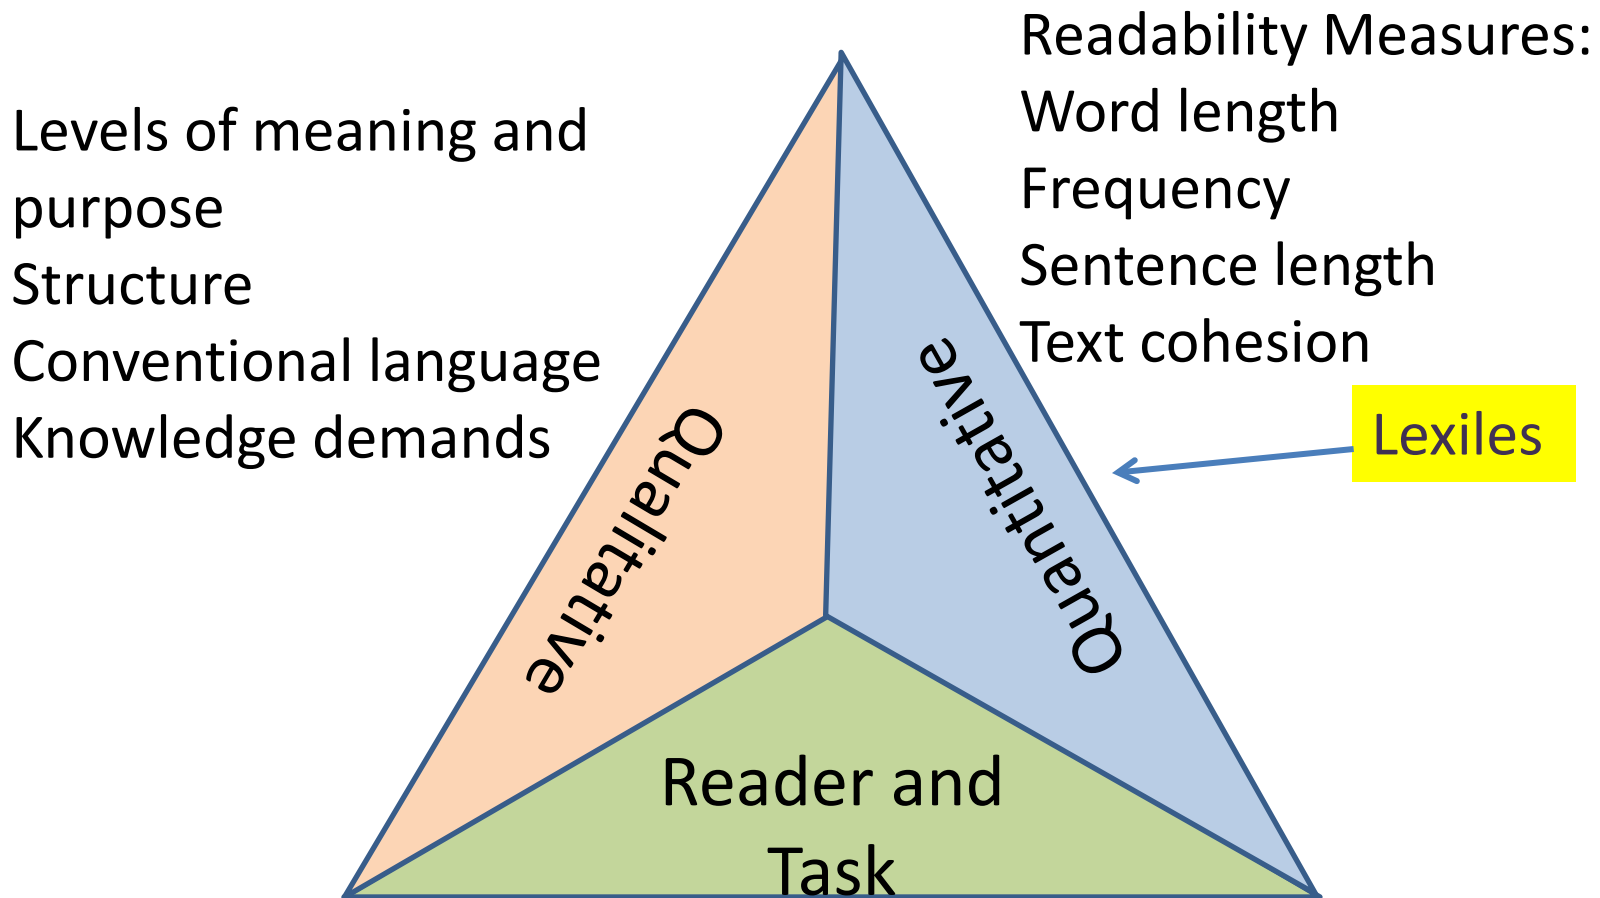 Levels of meaning and
purpose
Structure
Conventional language
Knowledge demands
Readability Measures:
Word length
Frequency
Sentence length
Text cohesion
Lexiles
Qualitative
Quantitative
Reader and
Task